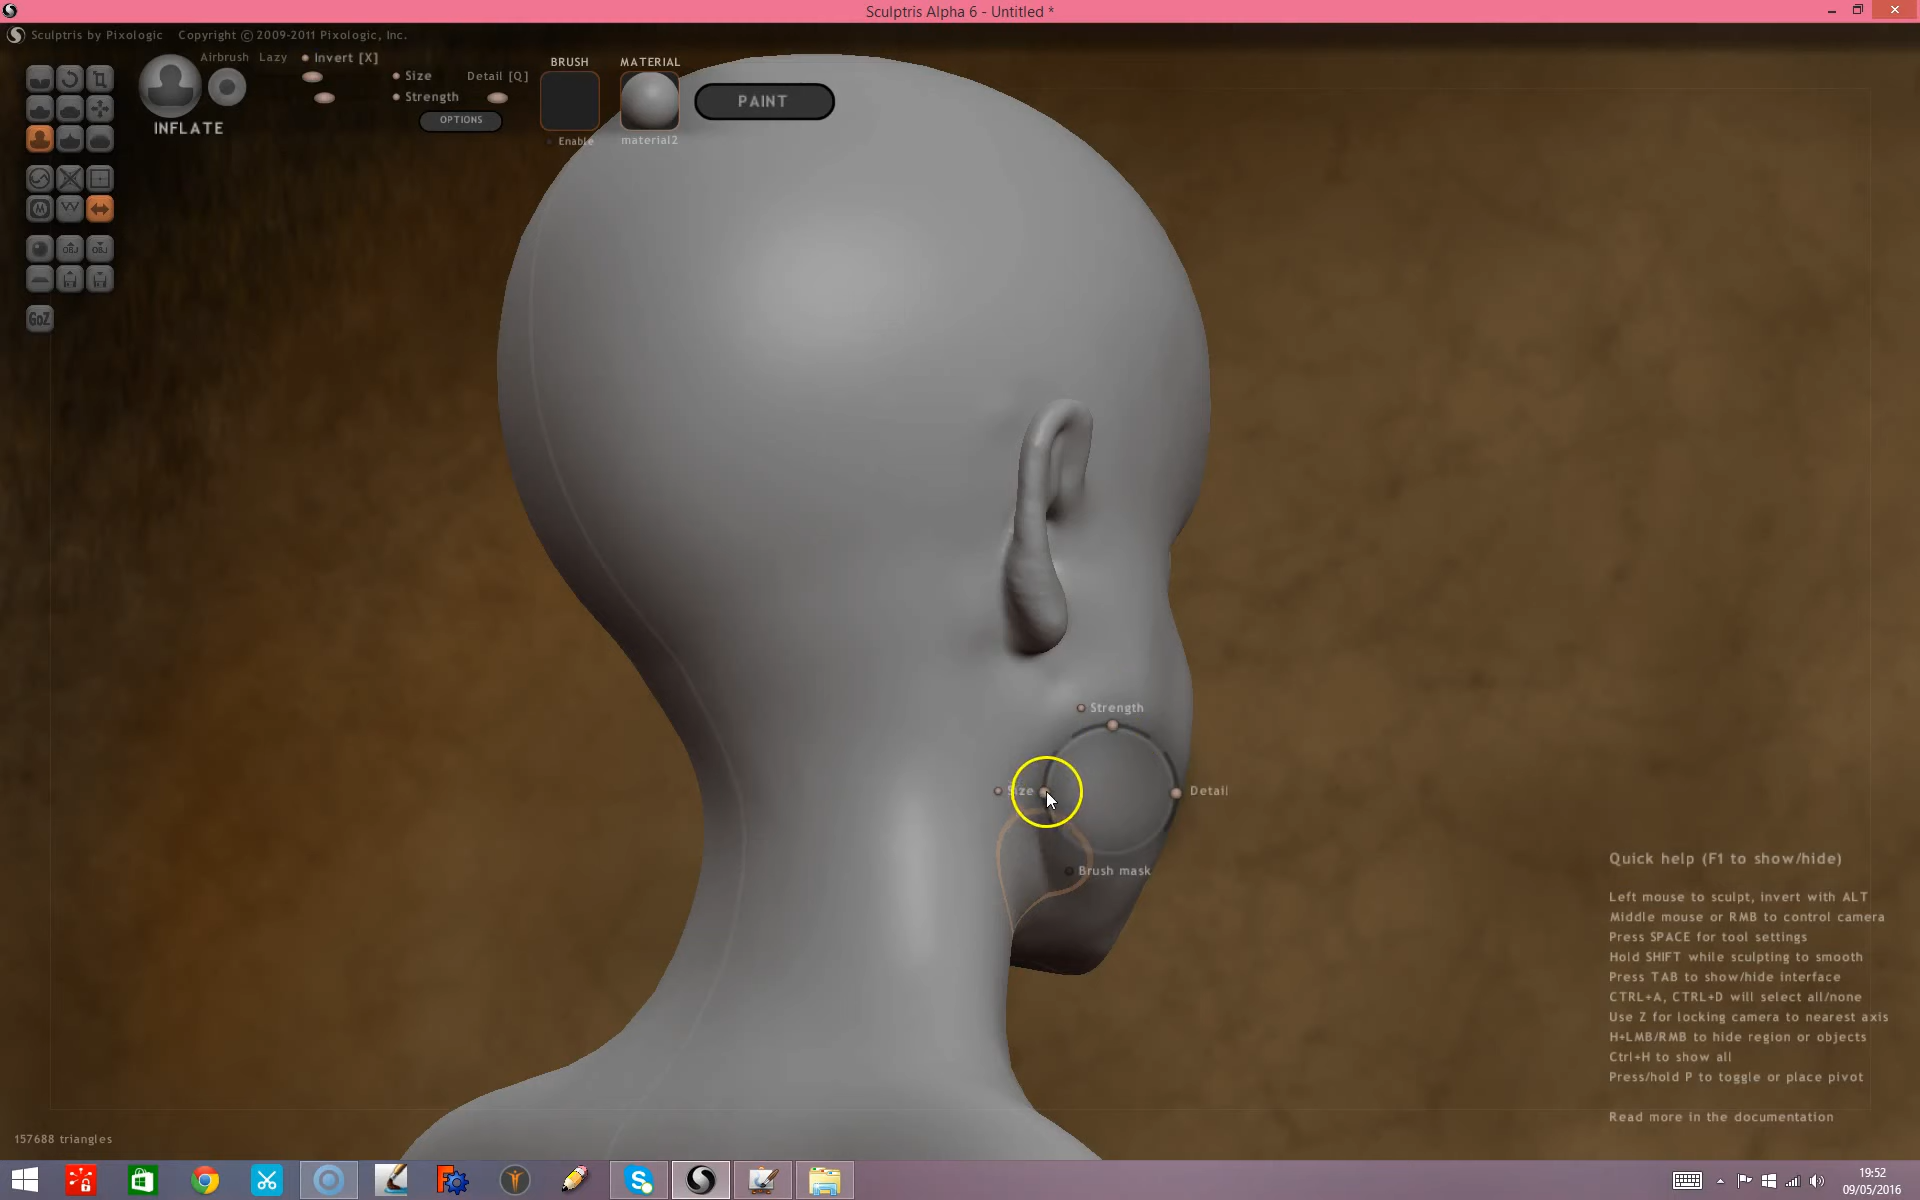 Sculptris Alpha 6 - Untitled *
Sculptris by Pixologic Copyright © 2009-2011 Pixologic, Inc.
Airbrush Lazy Invert [X]
Size Detail [Q]
Strength
OPTIONS
INFLATE
BRUSH
Enable
MATERIAL
material2
PAINT
OBJ OBJ
GoZ
Strength
Size
Detail
Brush mask
Quick help (F1 to show/hide)
Left mouse to sculpt, invert with ALT
Middle mouse or RMB to control camera
Press SPACE for tool settings
Hold SHIFT while sculpting to smooth
Press TAB to show/hide interface
CTRL+A, CTRL+D will select all/none
Use Z for locking camera to nearest axis
H+LMB/RMB to hide region or objects
Ctrl+H to show all
Press/hold P to toggle or place pivot
Read more in the documentation
157688 triangles
19:52
09/05/2016